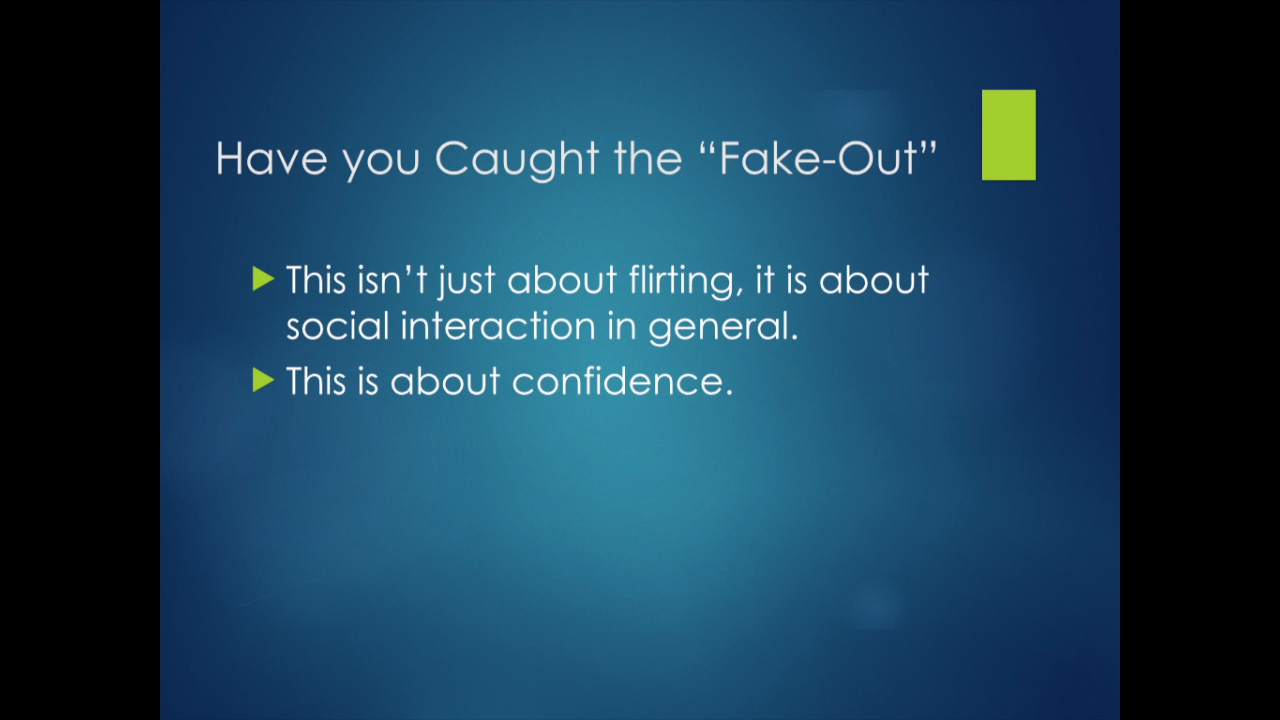 Have you Caught the “Fake-Out”
This isn’t just about flirting, it is about
social interaction in general.
This is about confidence.